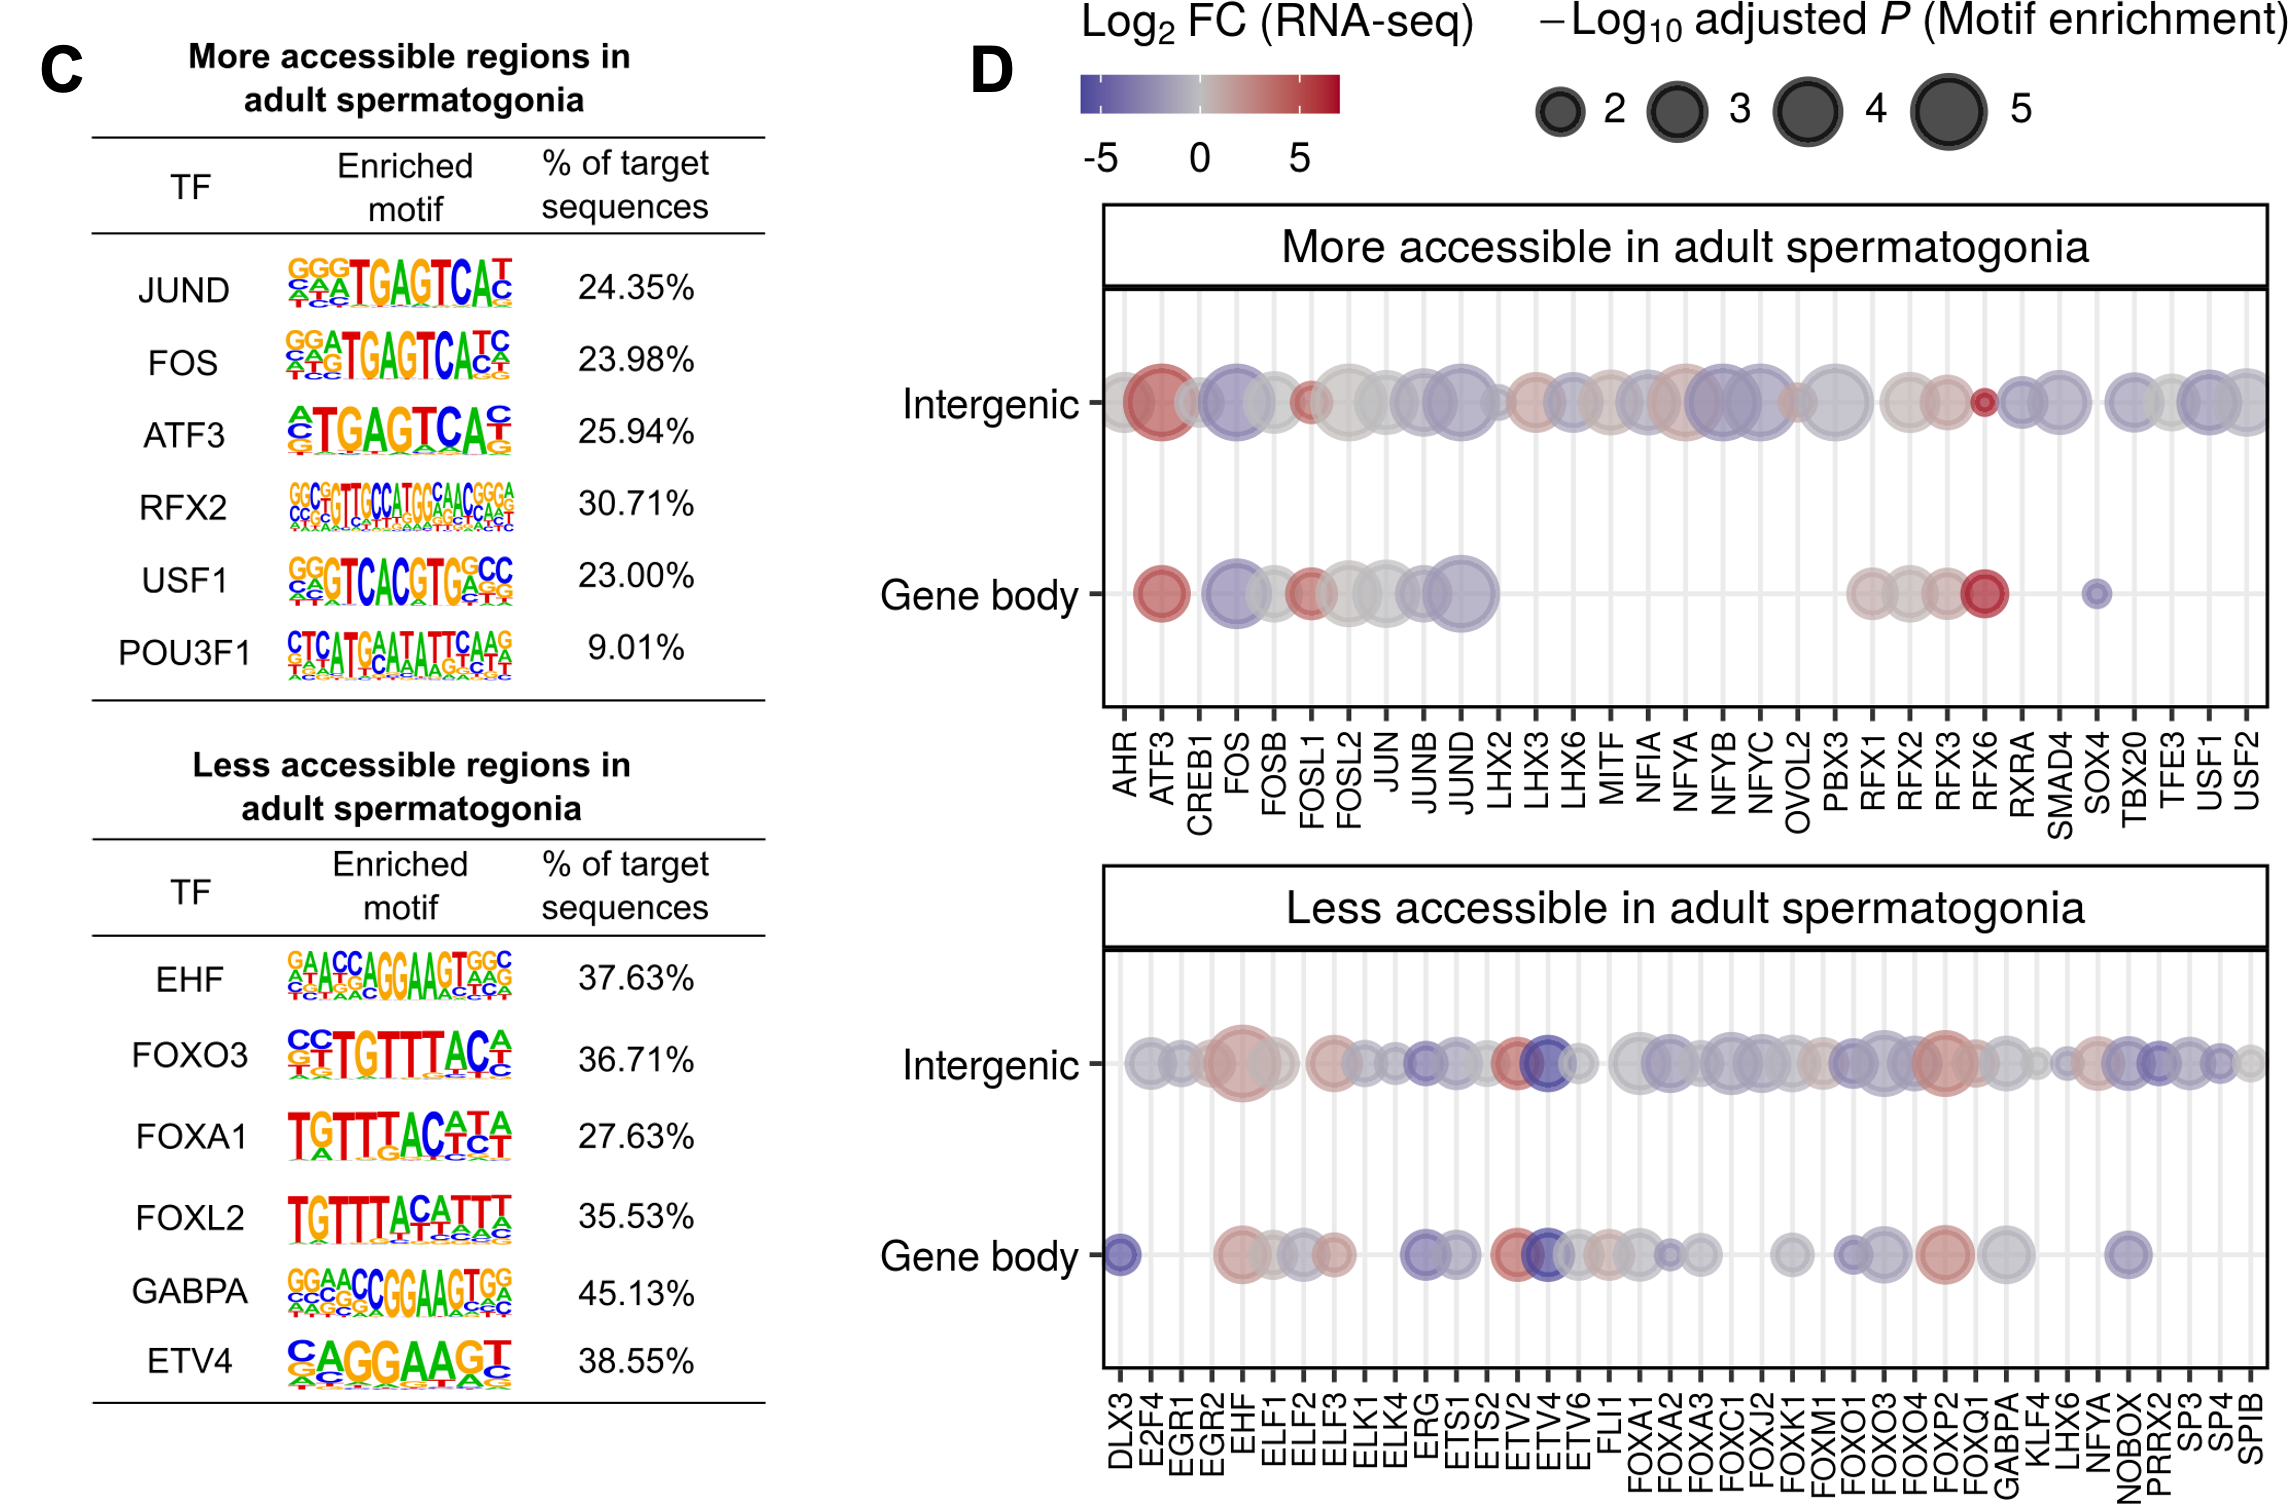 C
More accessible regions in
adult spermatogonia
TF
Enriched
motif
% of target
sequences
JUND 24.35%
FOS 23.98%
ATF3 25.94%
RFX2 30.71%
USF1 23.00%
POU3F1 9.01%
Less accessible regions in
adult spermatogonia
TF
Enriched
motif
% of target
sequences
EHF 37.63%
FOXO3 36.71%
FOXA1 27.63%
FOXL2 35.53%
GABPA 45.13%
ETV4 38.55%
D
Log2 FC (RNA-seq)
-5 0 5
−Log10 adjusted P (Motif enrichment)
2 3 4 5
More accessible in adult spermatogonia
Intergenic
Gene body
AHR
ATF3
CREB1
FOS
FOSB
FOSL1
FOSL2
JUN
JUNB
JUND
LHX2
LHX3
LHX6
MITF
NFIA
NFYA
NFYB
NFYC
OVOL2
PBX3
RFX1
RFX2
RFX3
RFX6
RXRA
SMAD4
SOX4
TBX20
TFE3
USF1
USF2
Less accessible in adult spermatogonia
Intergenic
Gene body
DLX3
E2F4
EGR1
EGR2
EHF
ELF1
ELF2
ELF3
ELK1
ELK4
ERG
ETS1
ETS2
ETV2
ETV4
ETV6
FLI1
FOXA1
FOXA2
FOXA3
FOXC1
FOXJ2
FOXK1
FOXM1
FOXO1
FOXO3
FOXO4
FOXP2
FOXQ1
GABPA
KLF4
LHX6
NFYA
NOBOX
PRRX2
SP3
SP4
SPIB